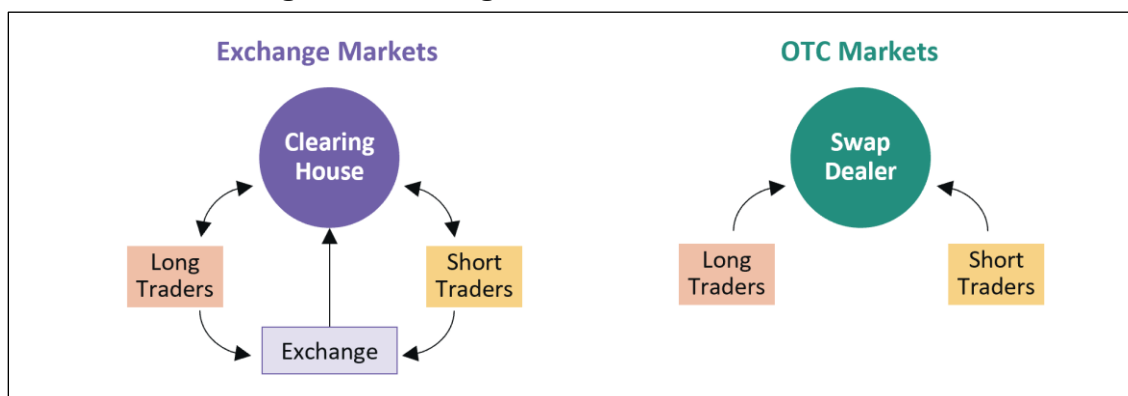 Exchange Markets
Clearing
House
Long
Traders
Short
Traders
Exchange
OTC Markets
Swap
Dealer
Long
Traders
Short
Traders